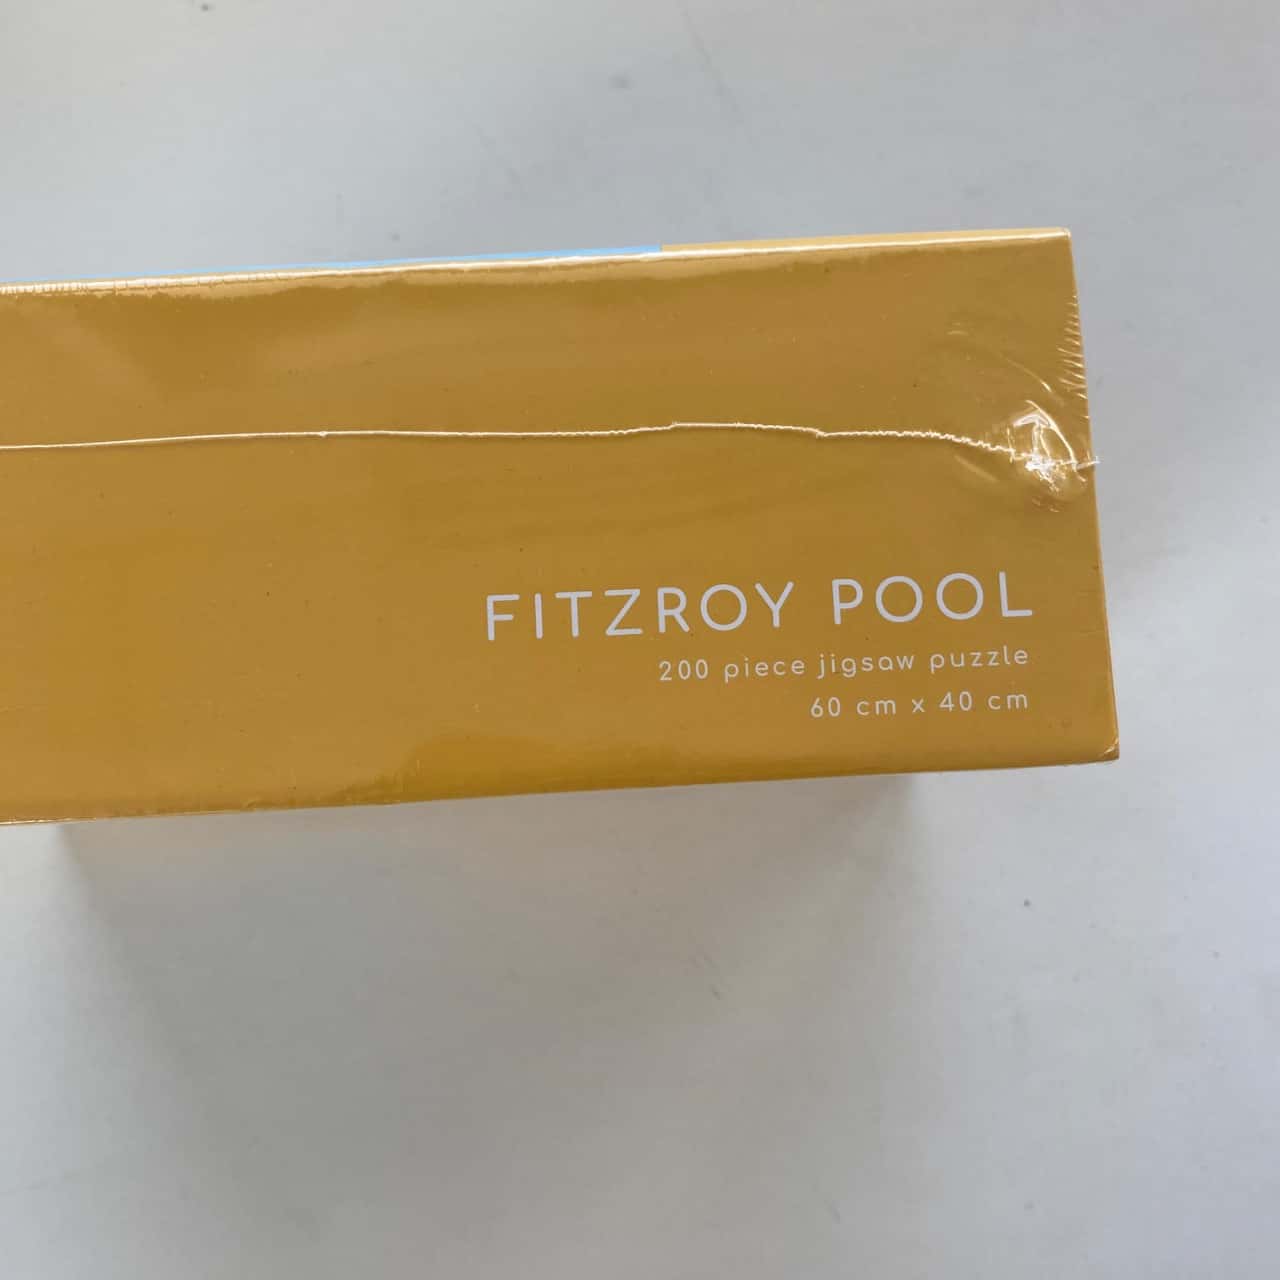 FITZROY POOL
200 piece jigsaw puzzle
60 cm x 40 cm